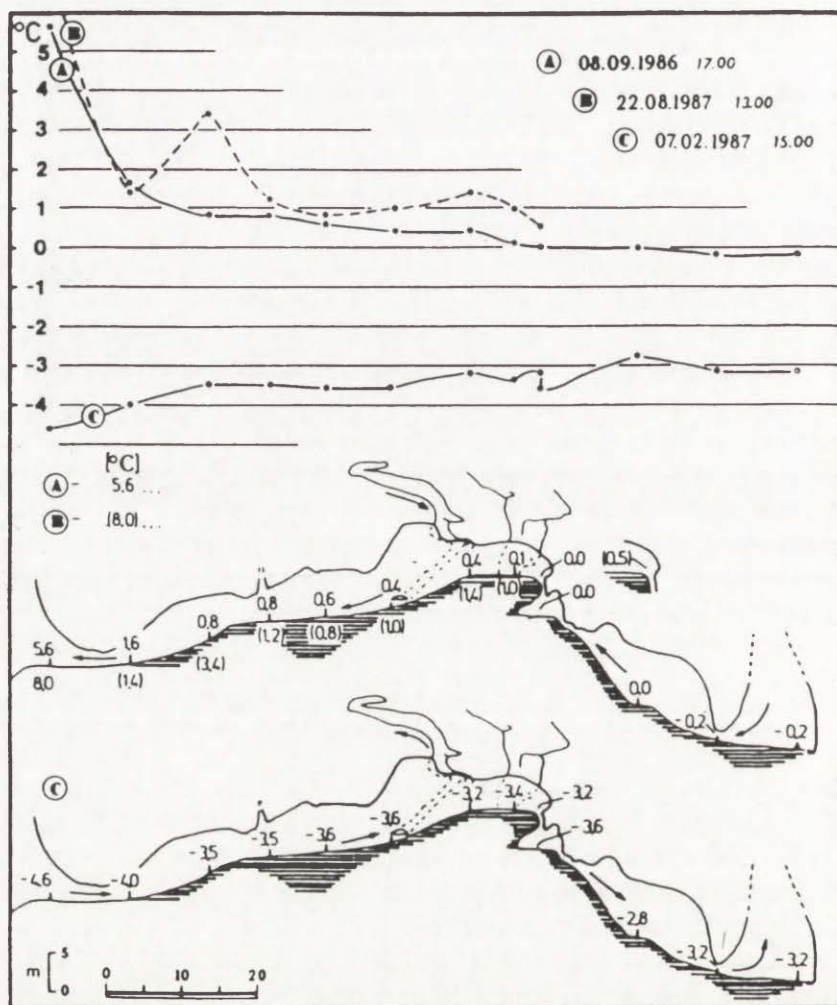 °C
5
4
3
2
1
0
-1
-2
-3
-4
A
B
C
A 08.09.1986 17.00
B 22.08.1987 13.00
C 07.02.1987 15.00
[°C]
A - 5.6 ...
B - (8.0) ...
0.4 0.1 0.0 (0.5)
(1.4) (1.0) 0.0
0.8 0.6 0.4
(1.2) (0.8) (1.0)
5.6 1.6 0.8
8.0 (1.4) (3.4)
0.0
-0.2 -0.2
C
-3.2 -3.4 -3.2
-3.6
-3.5 -3.6 -3.6
-4.6 -4.0 -3.5
-2.8
-3.2 -3.2
m 5
0
0 10 20